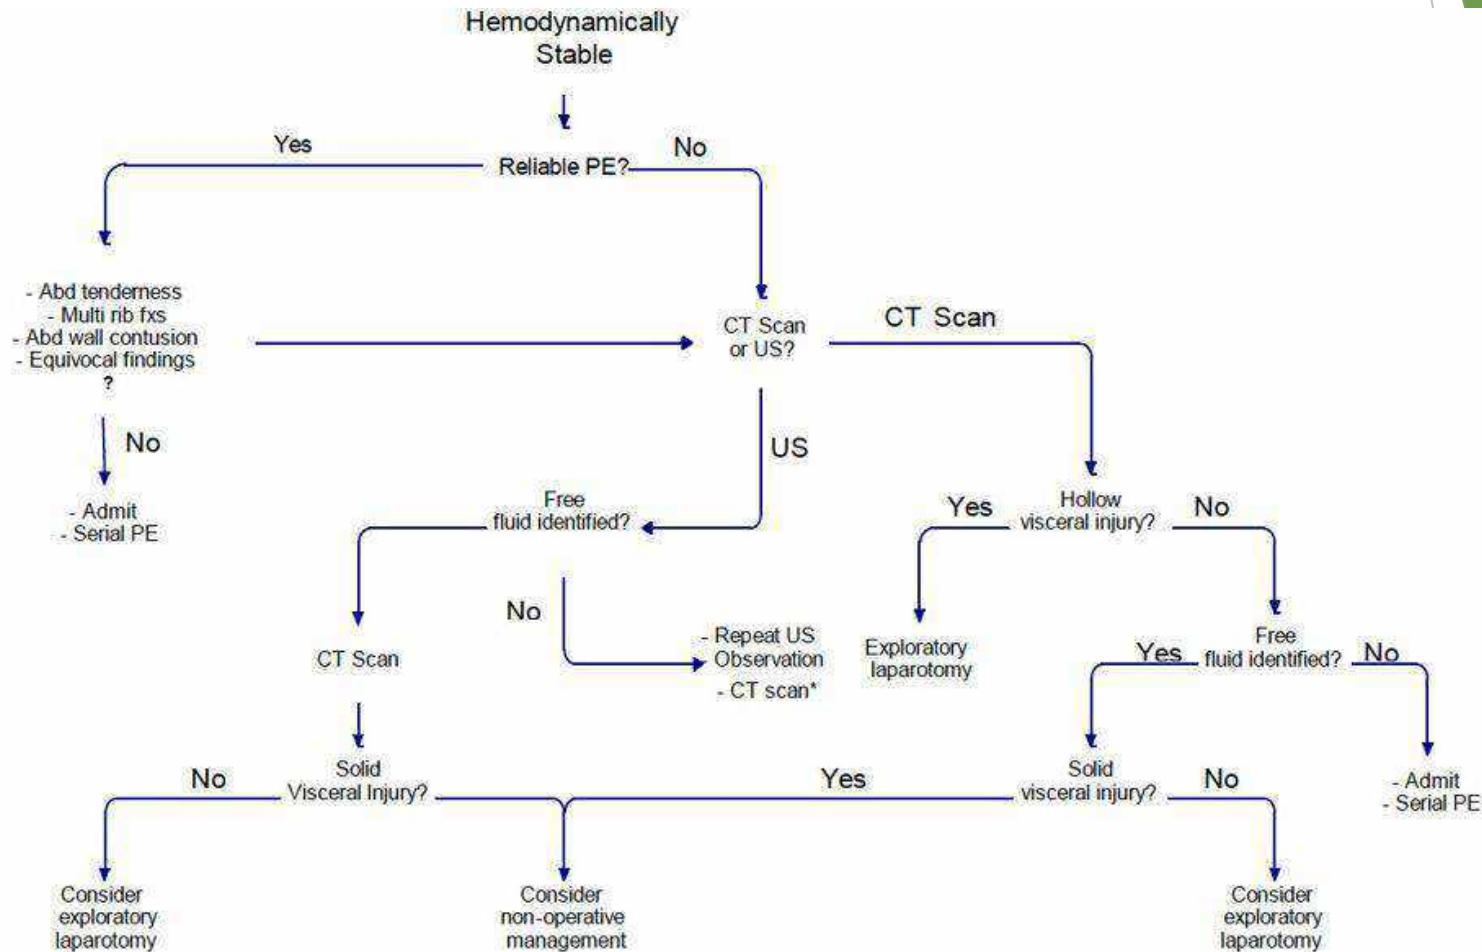 Hemodynamically
Stable
Yes
Reliable PE?
No
- Abd tenderness
- Multi rib fxs
- Abd wall contusion
- Equivocal findings
?
CT Scan
or US?
CT Scan
No
US
- Admit
- Serial PE
Free
fluid identified?
Yes
Hollow
visceral injury?
No
No
CT Scan
- Repeat US
Observation
- CT scan*
Exploratory
laparotomy
Yes
Free
fluid identified?
No
No
Solid
Visceral Injury?
Yes
Solid
visceral injury?
No
- Admit
- Serial PE
Consider
exploratory
laparotomy
Consider
non-operative
management
Consider
exploratory
laparotomy